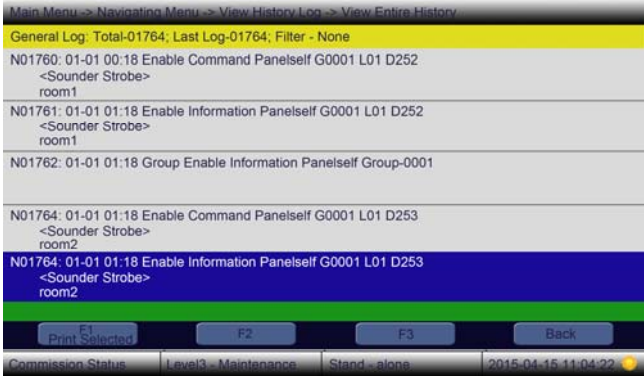 Main Menu -> Navigating Menu -> View History Log -> View Entire History
General Log: Total-01764; Last Log-01764; Filter - None
N01760: 01-01 00:18 Enable Command Panelself G0001 L01 D252
<Sounder Strobe>
room1
N01761: 01-01 01:18 Enable Information Panelself G0001 L01 D252
<Sounder Strobe>
room1
N01762: 01-01 01:18 Group Enable Information Panelself Group-0001
N01764: 01-01 01:18 Enable Command Panelself G0001 L01 D253
<Sounder Strobe>
room2
N01764: 01-01 01:18 Enable Information Panelself G0001 L01 D253
<Sounder Strobe>
room2
F1
Print Selected
F2
F3
Back
Commission Status
Level3 - Maintenance
Stand - alone
2015-04-15 11:04:22